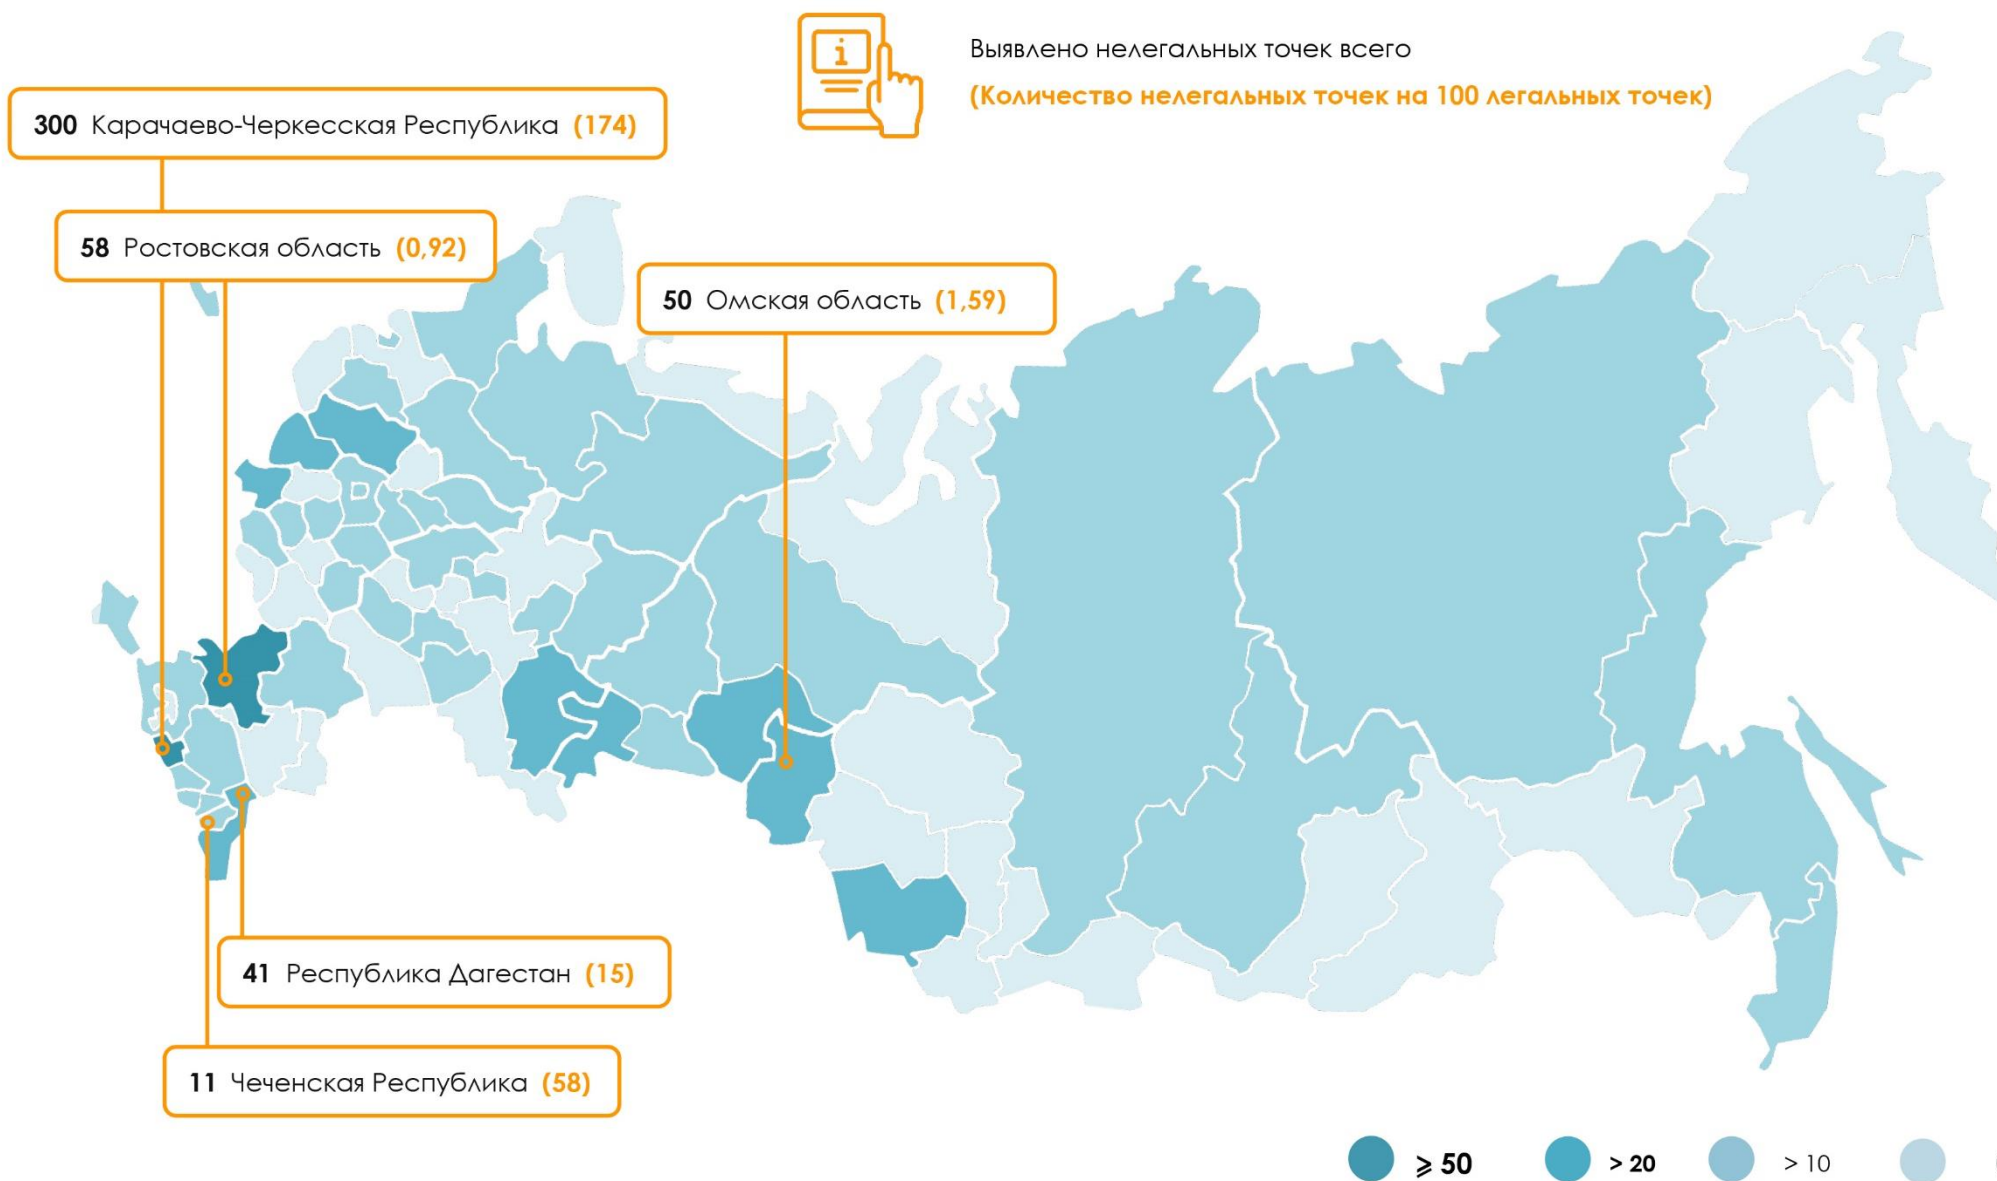 Выявлено нелегальных точек всего
(Количество нелегальных точек на 100 легальных точек)
300 Карачаево-Черкесская Республика (174)
58 Ростовская область (0,92)
50 Омская область (1,59)
41 Республика Дагестан (15)
11 Чеченская Республика (58)
⩾ 50
> 20
> 10